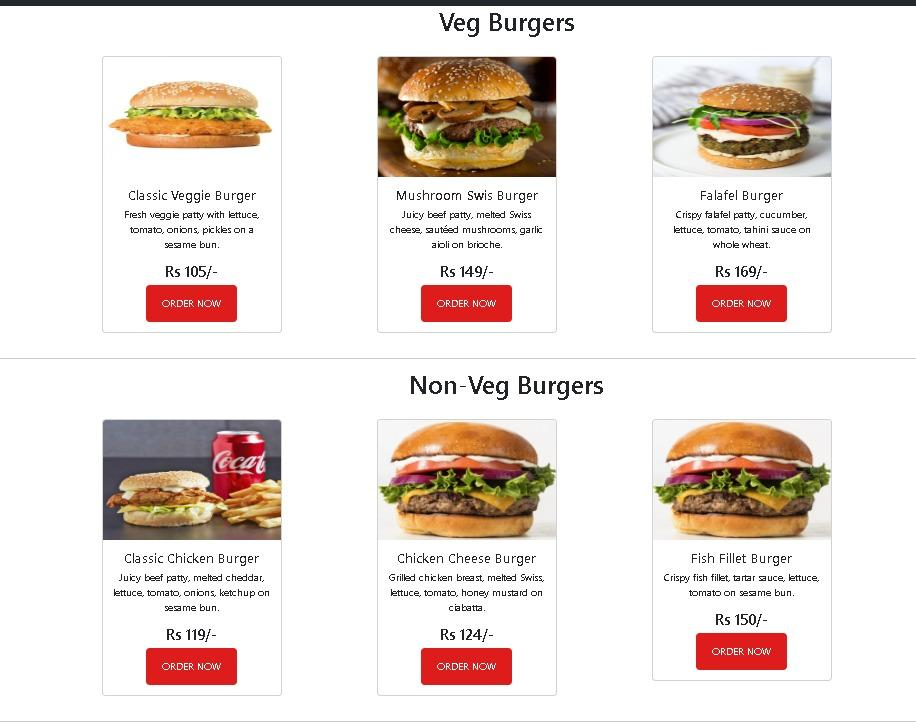 Veg Burgers
Classic Veggie Burger
Fresh veggie patty with lettuce,
tomato, onions, pickles on a
sesame bun.
Rs 105/-
ORDER NOW
Mushroom Swis Burger
Juicy beef patty, melted Swiss
cheese, sautéed mushrooms, garlic
aioli on brioche.
Rs 149/-
ORDER NOW
Falafel Burger
Crispy falafel patty, cucumber,
lettuce, tomato, tahini sauce on
whole wheat.
Rs 169/-
ORDER NOW
Non-Veg Burgers
Coca
Classic Chicken Burger
Juicy beef patty, melted cheddar,
lettuce, tomato, onions, ketchup on
sesame bun.
Rs 119/-
ORDER NOW
Chicken Cheese Burger
Grilled chicken breast, melted Swiss,
lettuce, tomato, honey mustard on
ciabatta.
Rs 124/-
ORDER NOW
Fish Fillet Burger
Crispy fish fillet, tartar sauce, lettuce,
tomato on sesame bun.
Rs 150/-
ORDER NOW